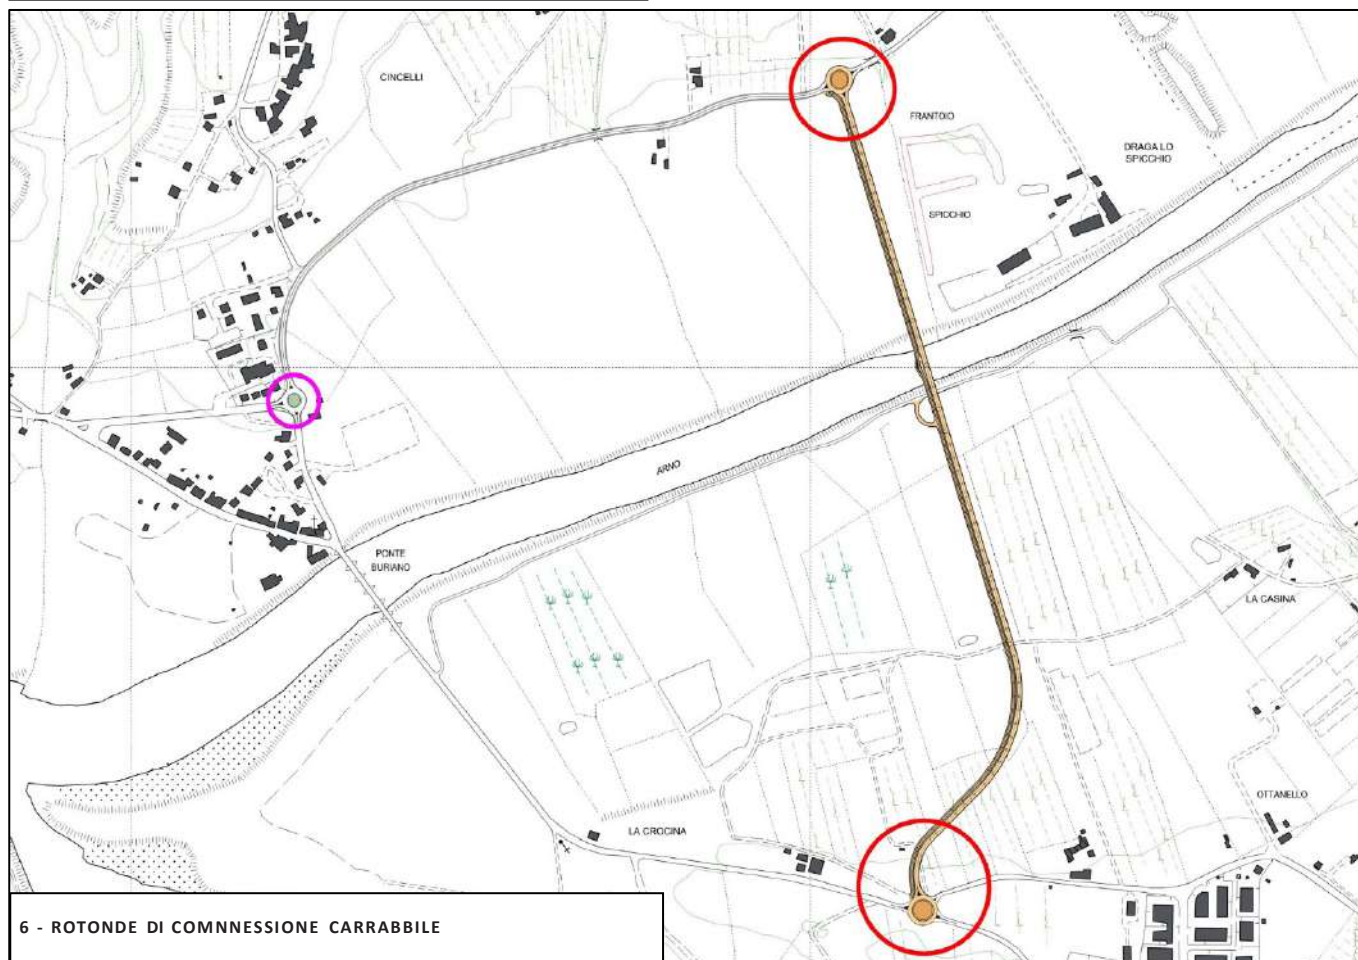 CINCELLI
FRANTOIO
DRAGA LO
SPICCHIO
SPICCHIO
ARNO
PONTE
BURIANO
LA CASINA
OTTANELLO
LA CROCINA
6 - ROTONDE DI COMNNESSIONE CARRABBILE